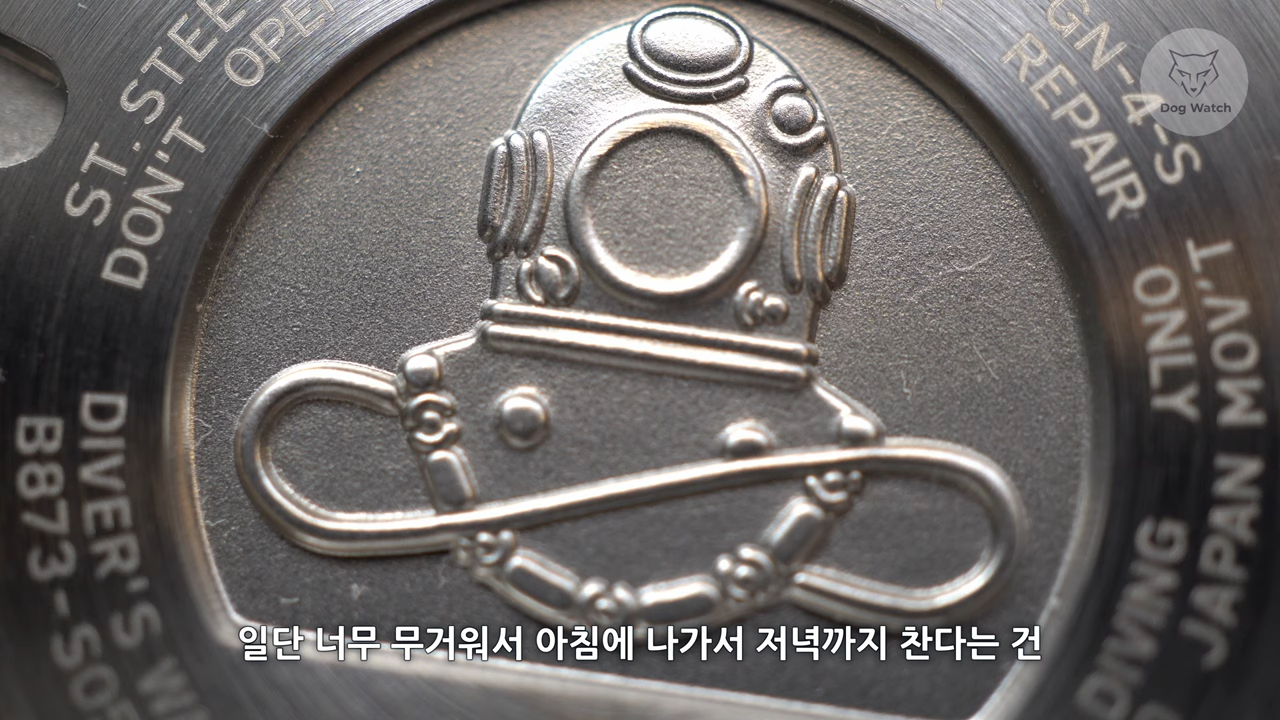 ST. STEE
DON'T OPE
GN-4-S
REPAIR ONLY
JAPAN MOV'T
DIVING
DIVER'S W
B873-S0
Dog Watch
일단 너무 무거워서 아침에 나가서 저녁까지 찬다는 건